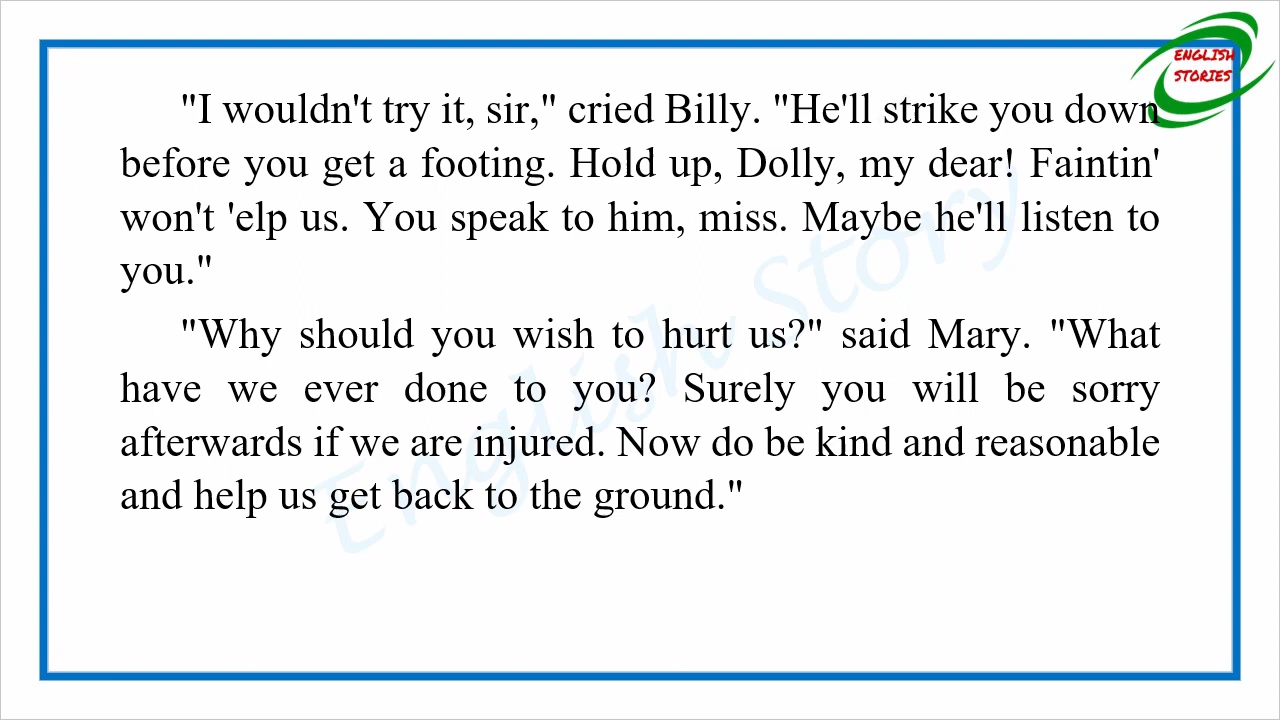 ENGLISH
STORIES
"I wouldn't try it, sir," cried Billy. "He'll strike you down
before you get a footing. Hold up, Dolly, my dear! Faintin'
won't 'elp us. You speak to him, miss. Maybe he'll listen to
you."
"Why should you wish to hurt us?" said Mary. "What
have we ever done to you? Surely you will be sorry
afterwards if we are injured. Now do be kind and reasonable
and help us get back to the ground."
English Story